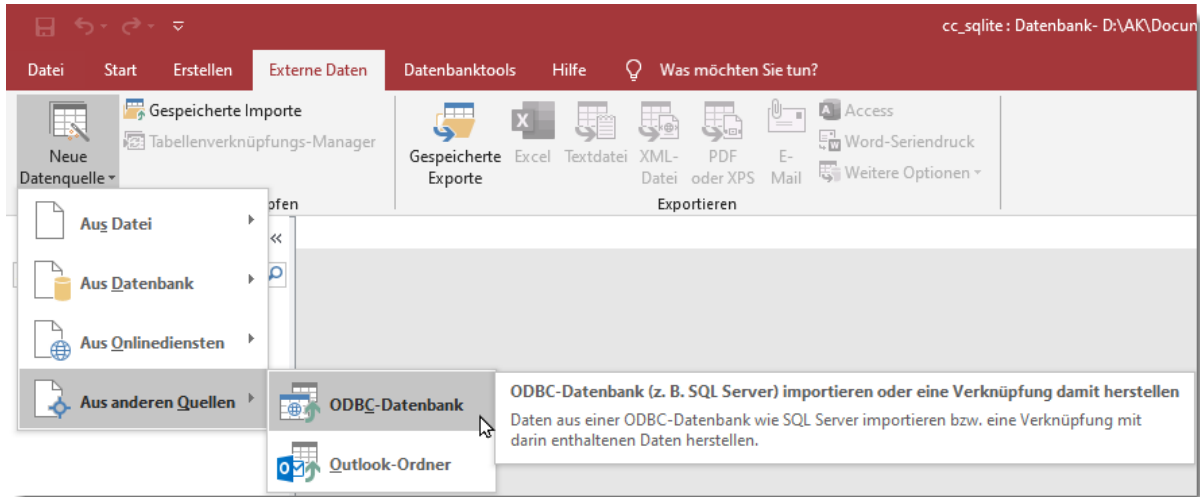 cc_sqlite : Datenbank- D:\AK\Docun
Datei Start Erstellen Externe Daten Datenbanktools Hilfe Was möchten Sie tun?
Neue
Datenquelle
Gespeicherte Importe
Tabellenverknüpfungs-Manager
pfen
Gespeicherte
Exporte
Excel
Textdatei
XML-
Datei
PDF
oder XPS
E-
Mail
Access
Word-Seriendruck
Weitere Optionen
Exportieren
Aus Datei
Aus Datenbank
Aus Onlinediensten
Aus anderen Quellen
ODBC-Datenbank
Outlook-Ordner
ODBC-Datenbank (z. B. SQL Server) importieren oder eine Verknüpfung damit herstellen
Daten aus einer ODBC-Datenbank wie SQL Server importieren bzw. eine Verknüpfung mit
darin enthaltenen Daten herstellen.